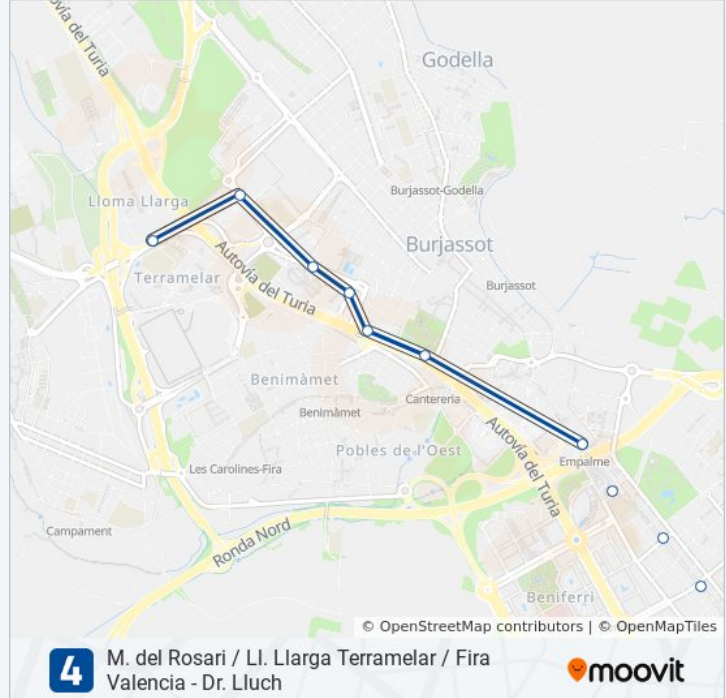 Autovía del Turia
Godella
Burjassot-Godella
Lloma Llarga
Burjassot
Terramelar
Autovía del Turia
Burjassot
Benimàmet
Cantereria
Benimàmet
Autovía del Turia
Pobles de l'Oest
Empalme
Les Carolines-Fira
Campament
Ronda Nord
Beniferri
© OpenStreetMap contributors | © OpenMapTiles
4
M. del Rosari / Ll. Llarga Terramelar / Fira
Valencia - Dr. Lluch
moovit